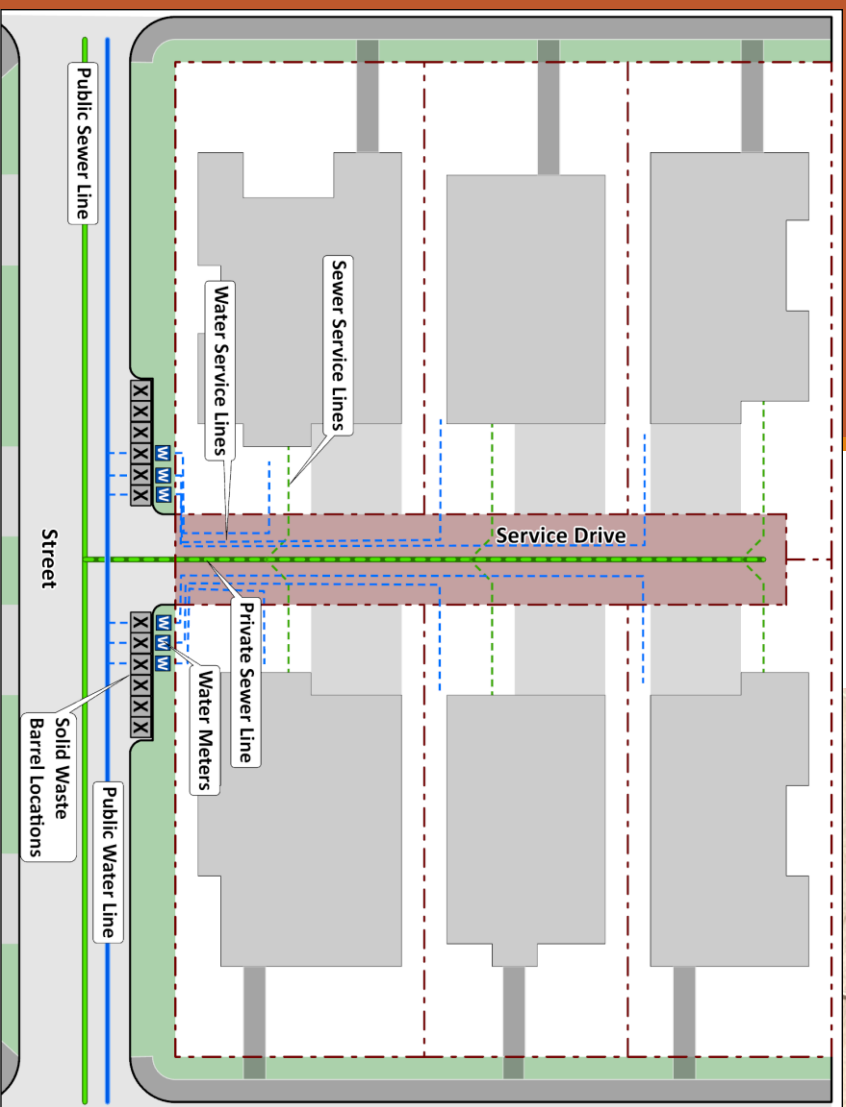 Public Sewer Line
Sewer Service Lines
Water Service Lines
X
X
X
X
X
X
W
W
W
Service Drive
Street
W
W
W
X
X
X
X
X
X
Private Sewer Line
Water Meters
Solid Waste
Barrel Locations
Public Water Line